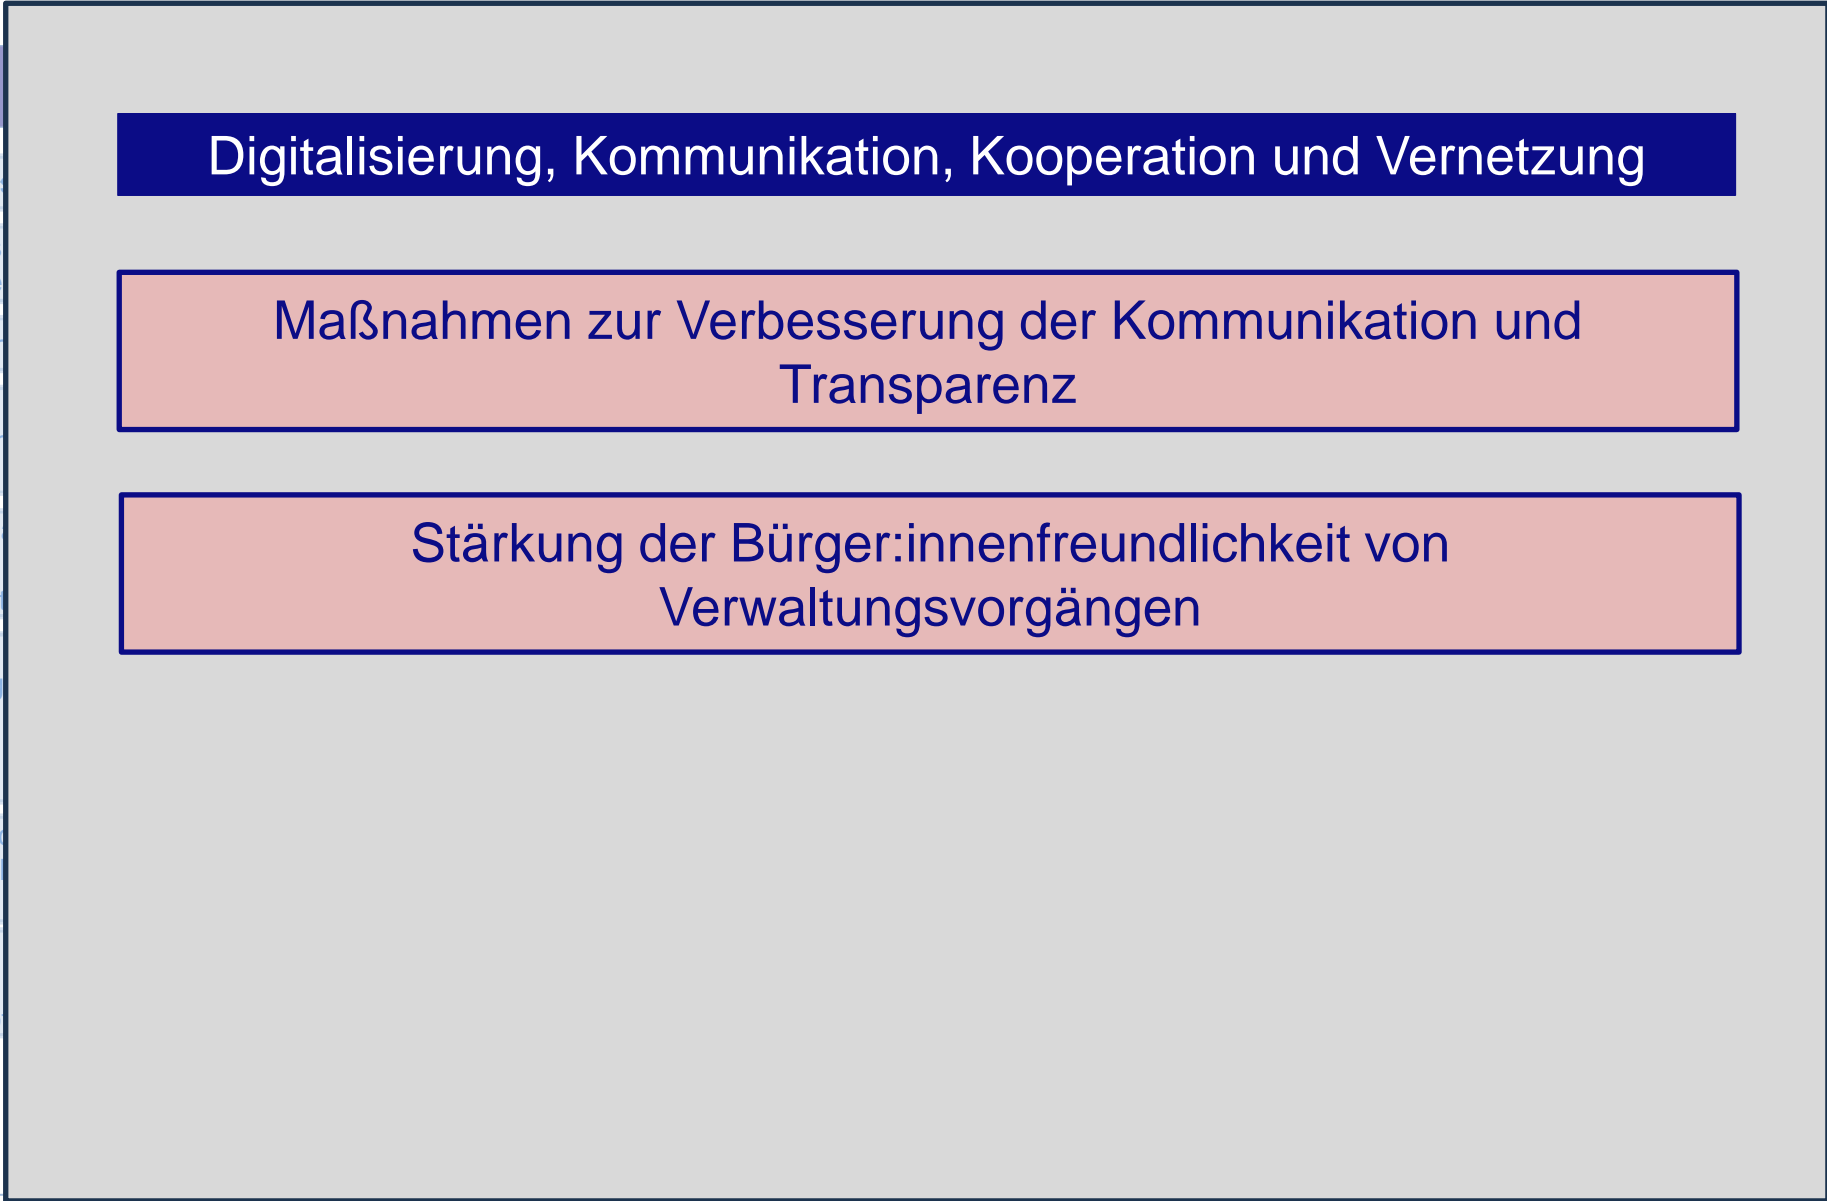 Digitalisierung, Kommunikation, Kooperation und Vernetzung
Maßnahmen zur Verbesserung der Kommunikation und
Transparenz
Stärkung der Bürger:innenfreundlichkeit von
Verwaltungsvorgängen